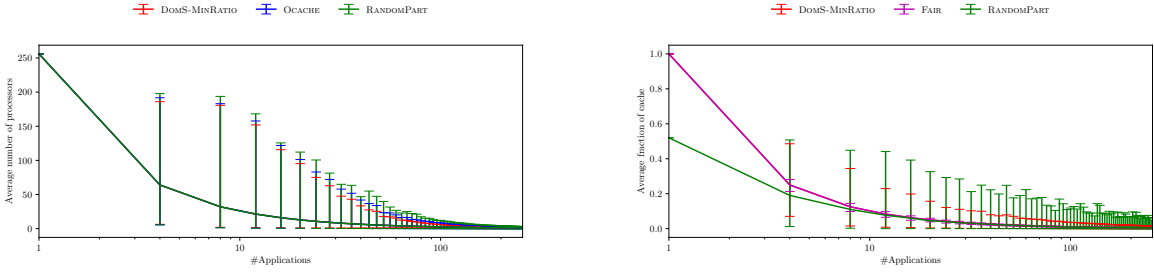 DOMS-MINRATIO OCACHE RANDOMPART
Average number of processors
250
200
150
100
50
0
1 10 100
#Applications
DOMS-MINRATIO FAIR RANDOMPART
Average fraction of cache
1.0
0.8
0.6
0.4
0.2
0.0
1 10 100
#Applications